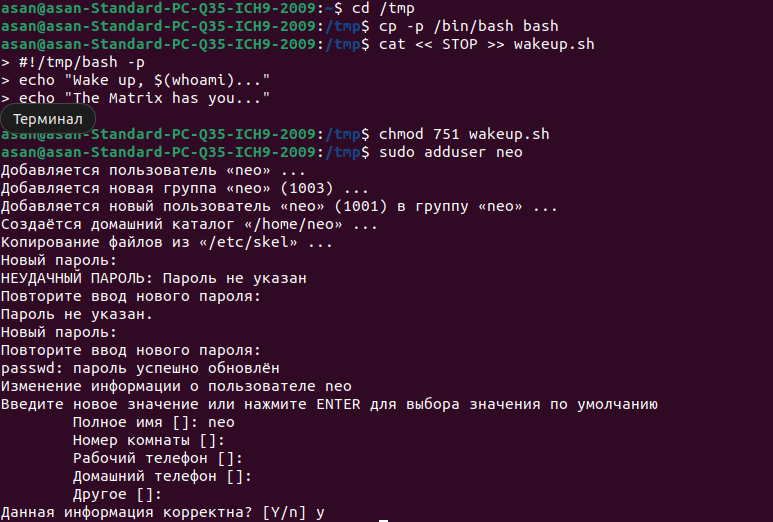 asan@asan-Standard-PC-Q35-ICH9-2009:~$ cd /tmp
asan@asan-Standard-PC-Q35-ICH9-2009:/tmp$ cp -p /bin/bash bash
asan@asan-Standard-PC-Q35-ICH9-2009:/tmp$ cat << STOP >> wakeup.sh
> #!/tmp/bash -p
> echo "Wake up, $(whoami)..."
> echo "The Matrix has you..."
Терминал
asan@asan-Standard-PC-Q35-ICH9-2009:/tmp$ chmod 751 wakeup.sh
asan@asan-Standard-PC-Q35-ICH9-2009:/tmp$ sudo adduser neo
Добавляется пользователь «neo» ...
Добавляется новая группа «neo» (1003) ...
Добавляется новый пользователь «neo» (1001) в группу «neo» ...
Создаётся домашний каталог «/home/neo» ...
Копирование файлов из «/etc/skel» ...
Новый пароль:
НЕУДАЧНЫЙ ПАРОЛЬ: Пароль не указан
Повторите ввод нового пароля:
Пароль не указан.
Новый пароль:
Повторите ввод нового пароля:
passwd: пароль успешно обновлён
Изменение информации о пользователе neo
Введите новое значение или нажмите ENTER для выбора значения по умолчанию
Полное имя []: neo
Номер комнаты []:
Рабочий телефон []:
Домашний телефон []:
Другое []:
Данная информация корректна? [Y/n] y